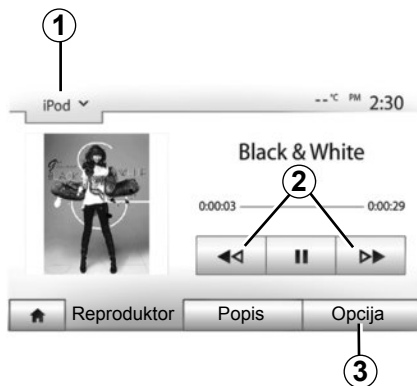 1
iPod
--°C PM 2:30
Black & White
2
0:00:03 0:00:29
Reproduktor Popis Opcija
3